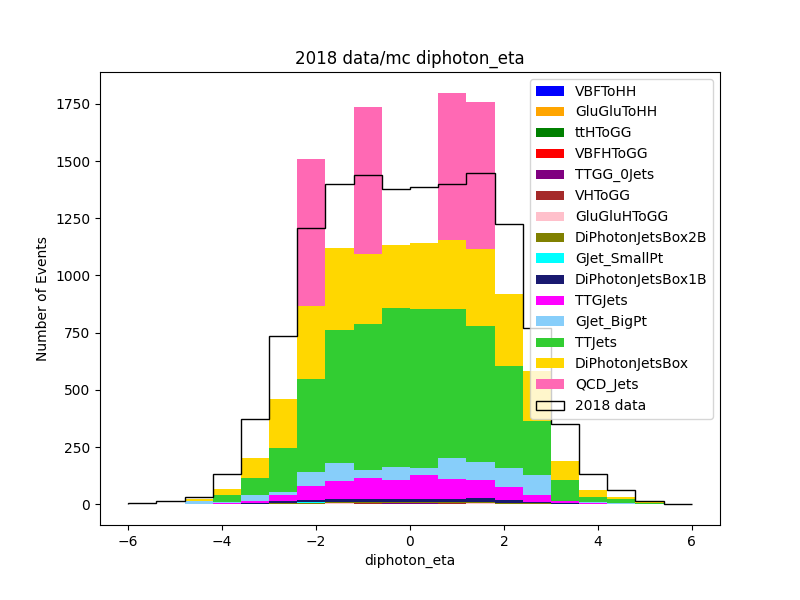 2018 data/mc diphoton_eta
Number of Events
1750
1500
1250
1000
750
500
250
0
−6
−4
−2
0
2
4
6
diphoton_eta
VBFToHH
GluGluToHH
ttHToGG
VBFHToGG
TTGG_0Jets
VHToGG
GluGluHToGG
DiPhotonJetsBox2B
GJet_SmallPt
DiPhotonJetsBox1B
TTGJets
GJet_BigPt
TTJets
DiPhotonJetsBox
QCD_Jets
2018 data